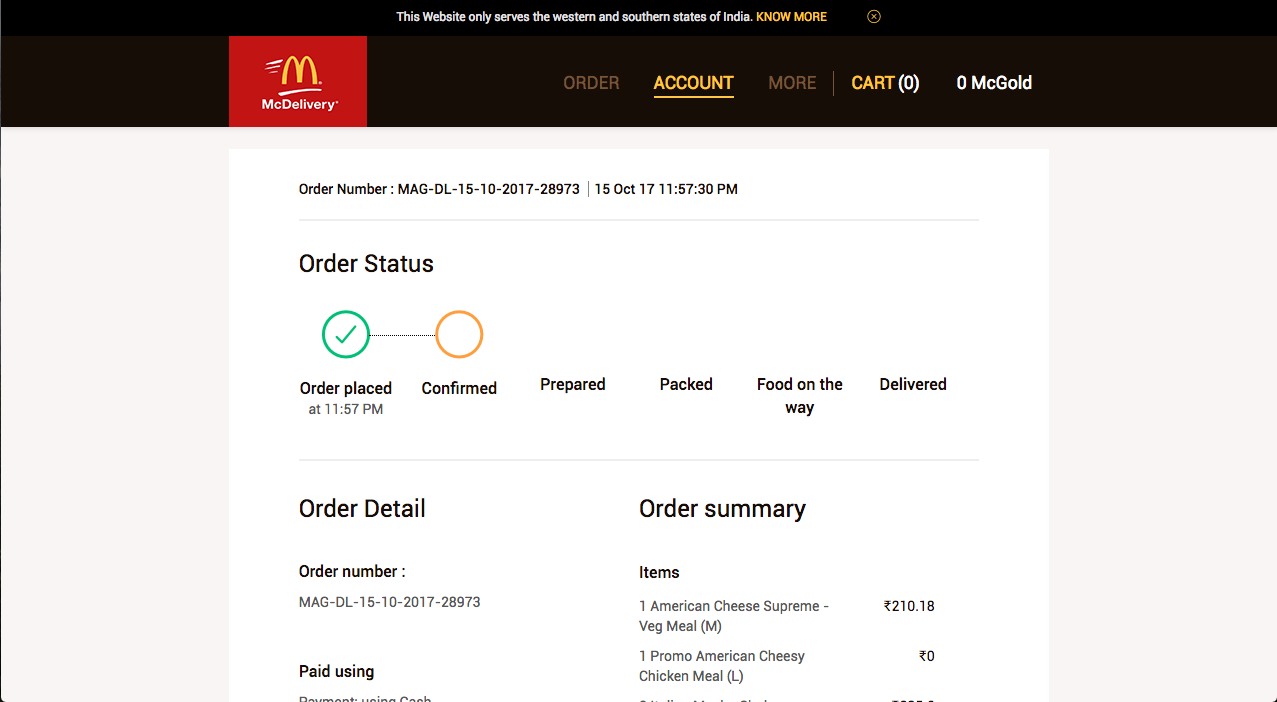 This Website only serves the western and southern states of India. KNOW MORE
McDelivery
ORDER ACCOUNT MORE CART (0) 0 McGold
Order Number : MAG-DL-15-10-2017-28973 15 Oct 17 11:57:30 PM
Order Status
Order placed Confirmed Prepared Packed Food on the way Delivered
at 11:57 PM
Order Detail
Order number :
MAG-DL-15-10-2017-28973
Paid using
Payment: using Cash
Order summary
Items
1 American Cheese Supreme - ₹210.18
Veg Meal (M)
1 Promo American Cheesy ₹0
Chicken Meal (L)